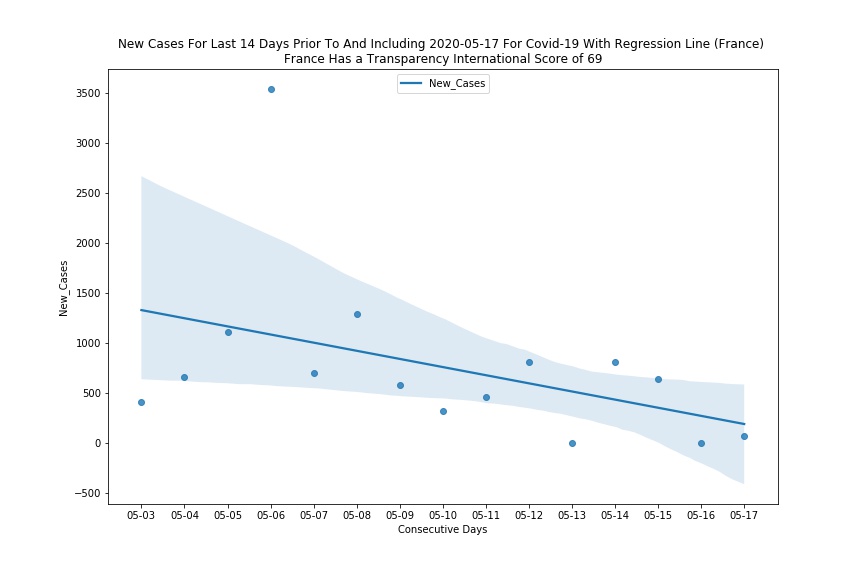 New Cases For Last 14 Days Prior To And Including 2020-05-17 For Covid-19 With Regression Line (France)
France Has a Transparency International Score of 69
New_Cases
3500
3000
2500
2000
1500
1000
500
0
−500
New_Cases
05-03 05-04 05-05 05-06 05-07 05-08 05-09 05-10 05-11 05-12 05-13 05-14 05-15 05-16 05-17
Consecutive Days